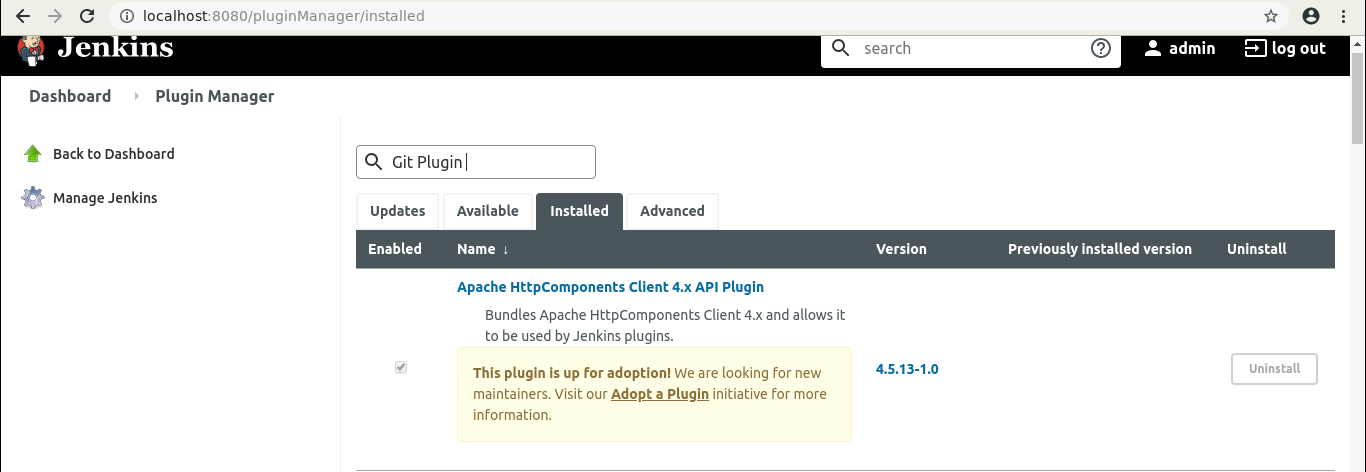 localhost:8080/pluginManager/installed
Jenkins
search
admin
log out
Dashboard
Plugin Manager
Back to Dashboard
Manage Jenkins
Git Plugin
Updates
Available
Installed
Advanced
Enabled
Name ↓
Version
Previously installed version
Uninstall
Apache HttpComponents Client 4.x API Plugin
Bundles Apache HttpComponents Client 4.x and allows it
to be used by Jenkins plugins.
This plugin is up for adoption! We are looking for new
maintainers. Visit our Adopt a Plugin initiative for more
information.
4.5.13-1.0
Uninstall